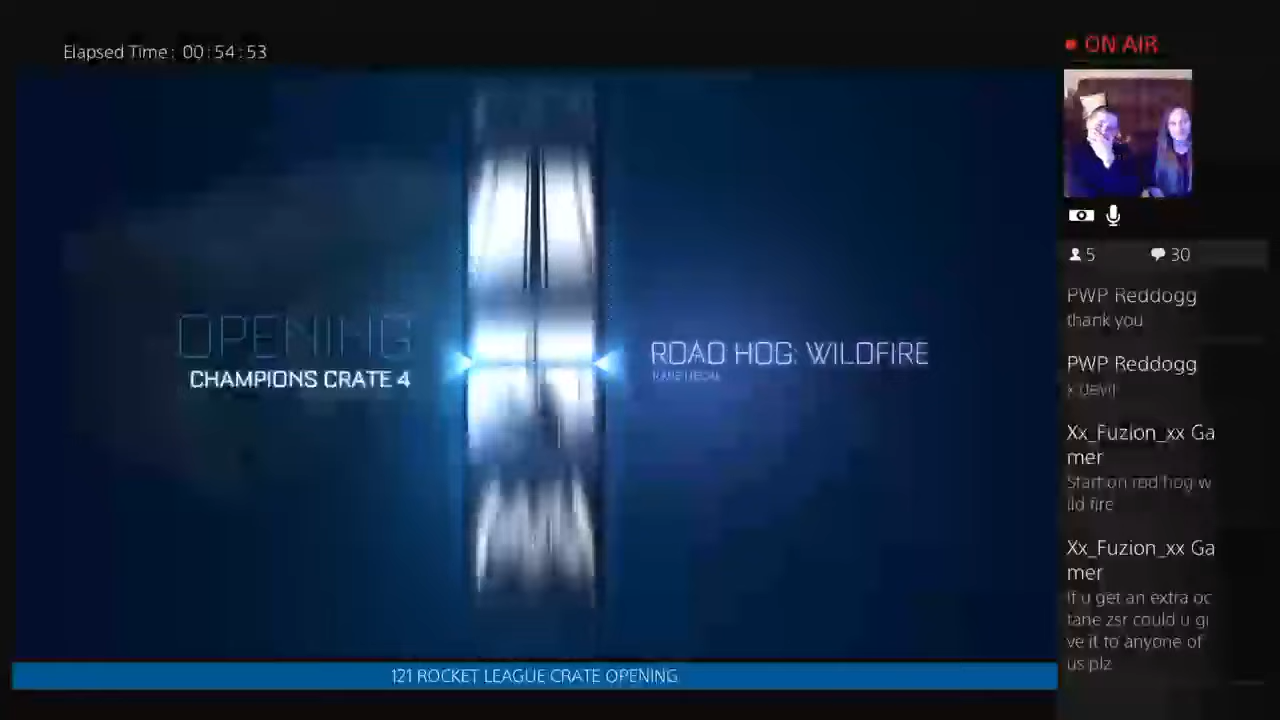 Elapsed Time: 00:54:53
ON AIR
5
30
OPENING
CHAMPIONS CRATE 4
ROAD HOG: WILDFIRE
121 ROCKET LEAGUE CRATE OPENING
PWP Reddogg
thank you
PWP Reddogg
x devil
Xx_Fuzion_xx Ga
mer
Start on rad hog w
ild fire
Xx_Fuzion_xx Ga
mer
If u get an extra oc
tane zsr could u gi
ve it to anyone of
us plz